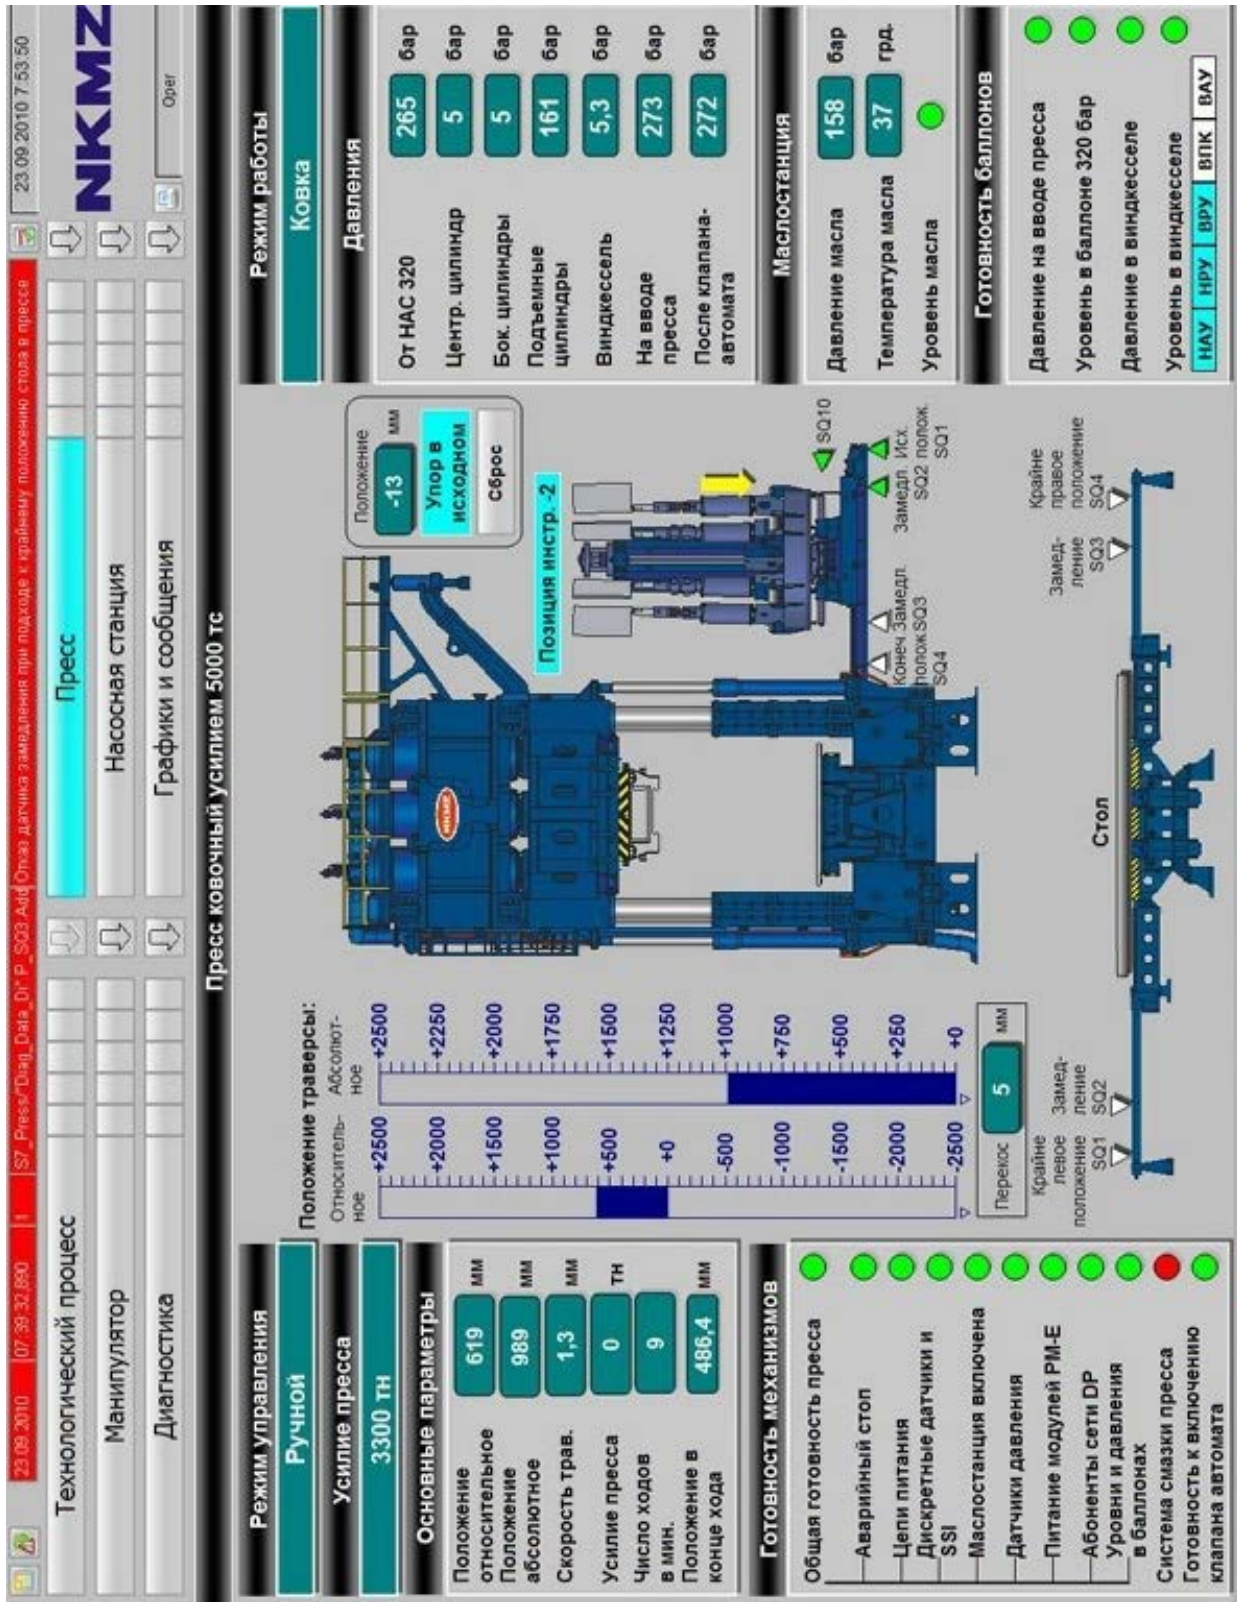 23.09.2010 07:39:32,890 1 S7_Press/"Diag_Data_Di".P_SQ3.Add Отказ датчика замедления при подходе к крайнему положению стола в прессе 23.09.2010 7:53:50
Технологический процесс
Пресс
NKMZ
Манипулятор
Насосная станция
Диагностика
Графики и сообщения
Oper
Пресс ковочный усилием 5000 тс
Режим управления
Ручной
Усилие пресса
3300 тн
Основные параметры
Положение относительное 619 мм
Положение абсолютное 989 мм
Скорость трав. 1,3 мм
Усилие пресса 0 тн
Число ходов в мин. 9
Положение в конце хода 486,4 мм
Готовность механизмов
Общая готовность пресса
Аварийный стоп
Цепи питания
Дискретные датчики и SSI
Маслостанция включена
Датчики давления
Питание модулей PM-E
Абоненты сети DP
Уровни и давления в баллонах
Система смазки пресса
Готовность к включению клапана автомата
Положение траверсы:
Относитель-
ное
Абсолют-
ное
+2500 +2500
+2000 +2250
+1500 +2000
+1000 +1750
+500 +1500
+0 +1250
-500 +1000
-1000 +750
-1500 +500
-2000 +250
-2500 +0
Перекос 5 мм
НКМЗ
Положение
-13 мм
Упор в
исходном
Сброс
Позиция инстр. -2
SQ10
Конеч полож SQ4
Замедл. SQ3
Замедл. SQ2
Исх. полож. SQ1
Крайне левое положение SQ1
Замед-
ление SQ2
Стол
Замед-
ление SQ3
Крайне правое положение SQ4
Режим работы
Ковка
Давления
От НАС 320 265 бар
Центр. цилиндр 5 бар
Бок. цилиндры 5 бар
Подъемные цилиндры 161 бар
Виндкессель 5,3 бар
На вводе пресса 273 бар
После клапана-
автомата 272 бар
Маслостанция
Давление масла 158 бар
Температура масла 37 грд.
Уровень масла
Готовность баллонов
Давление на вводе пресса
Уровень в баллоне 320 бар
Давление в виндкесселе
Уровень в виндкесселе
НАУ НРУ ВРУ ВПК ВАУ